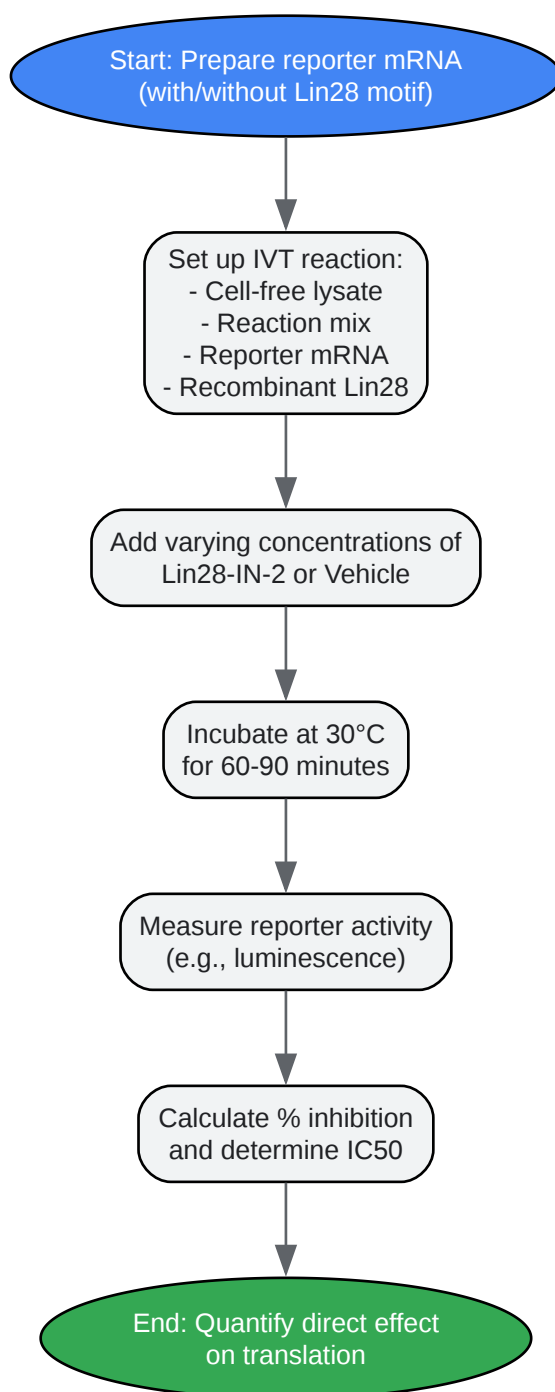 Start: Prepare reporter mRNA
(with/without Lin28 motif)
Set up IVT reaction:
- Cell-free lysate
- Reaction mix
- Reporter mRNA
- Recombinant Lin28
Add varying concentrations of
Lin28-IN-2 or Vehicle
Incubate at 30°C
for 60-90 minutes
Measure reporter activity
(e.g., luminescence)
Calculate % inhibition
and determine IC50
End: Quantify direct effect
on translation